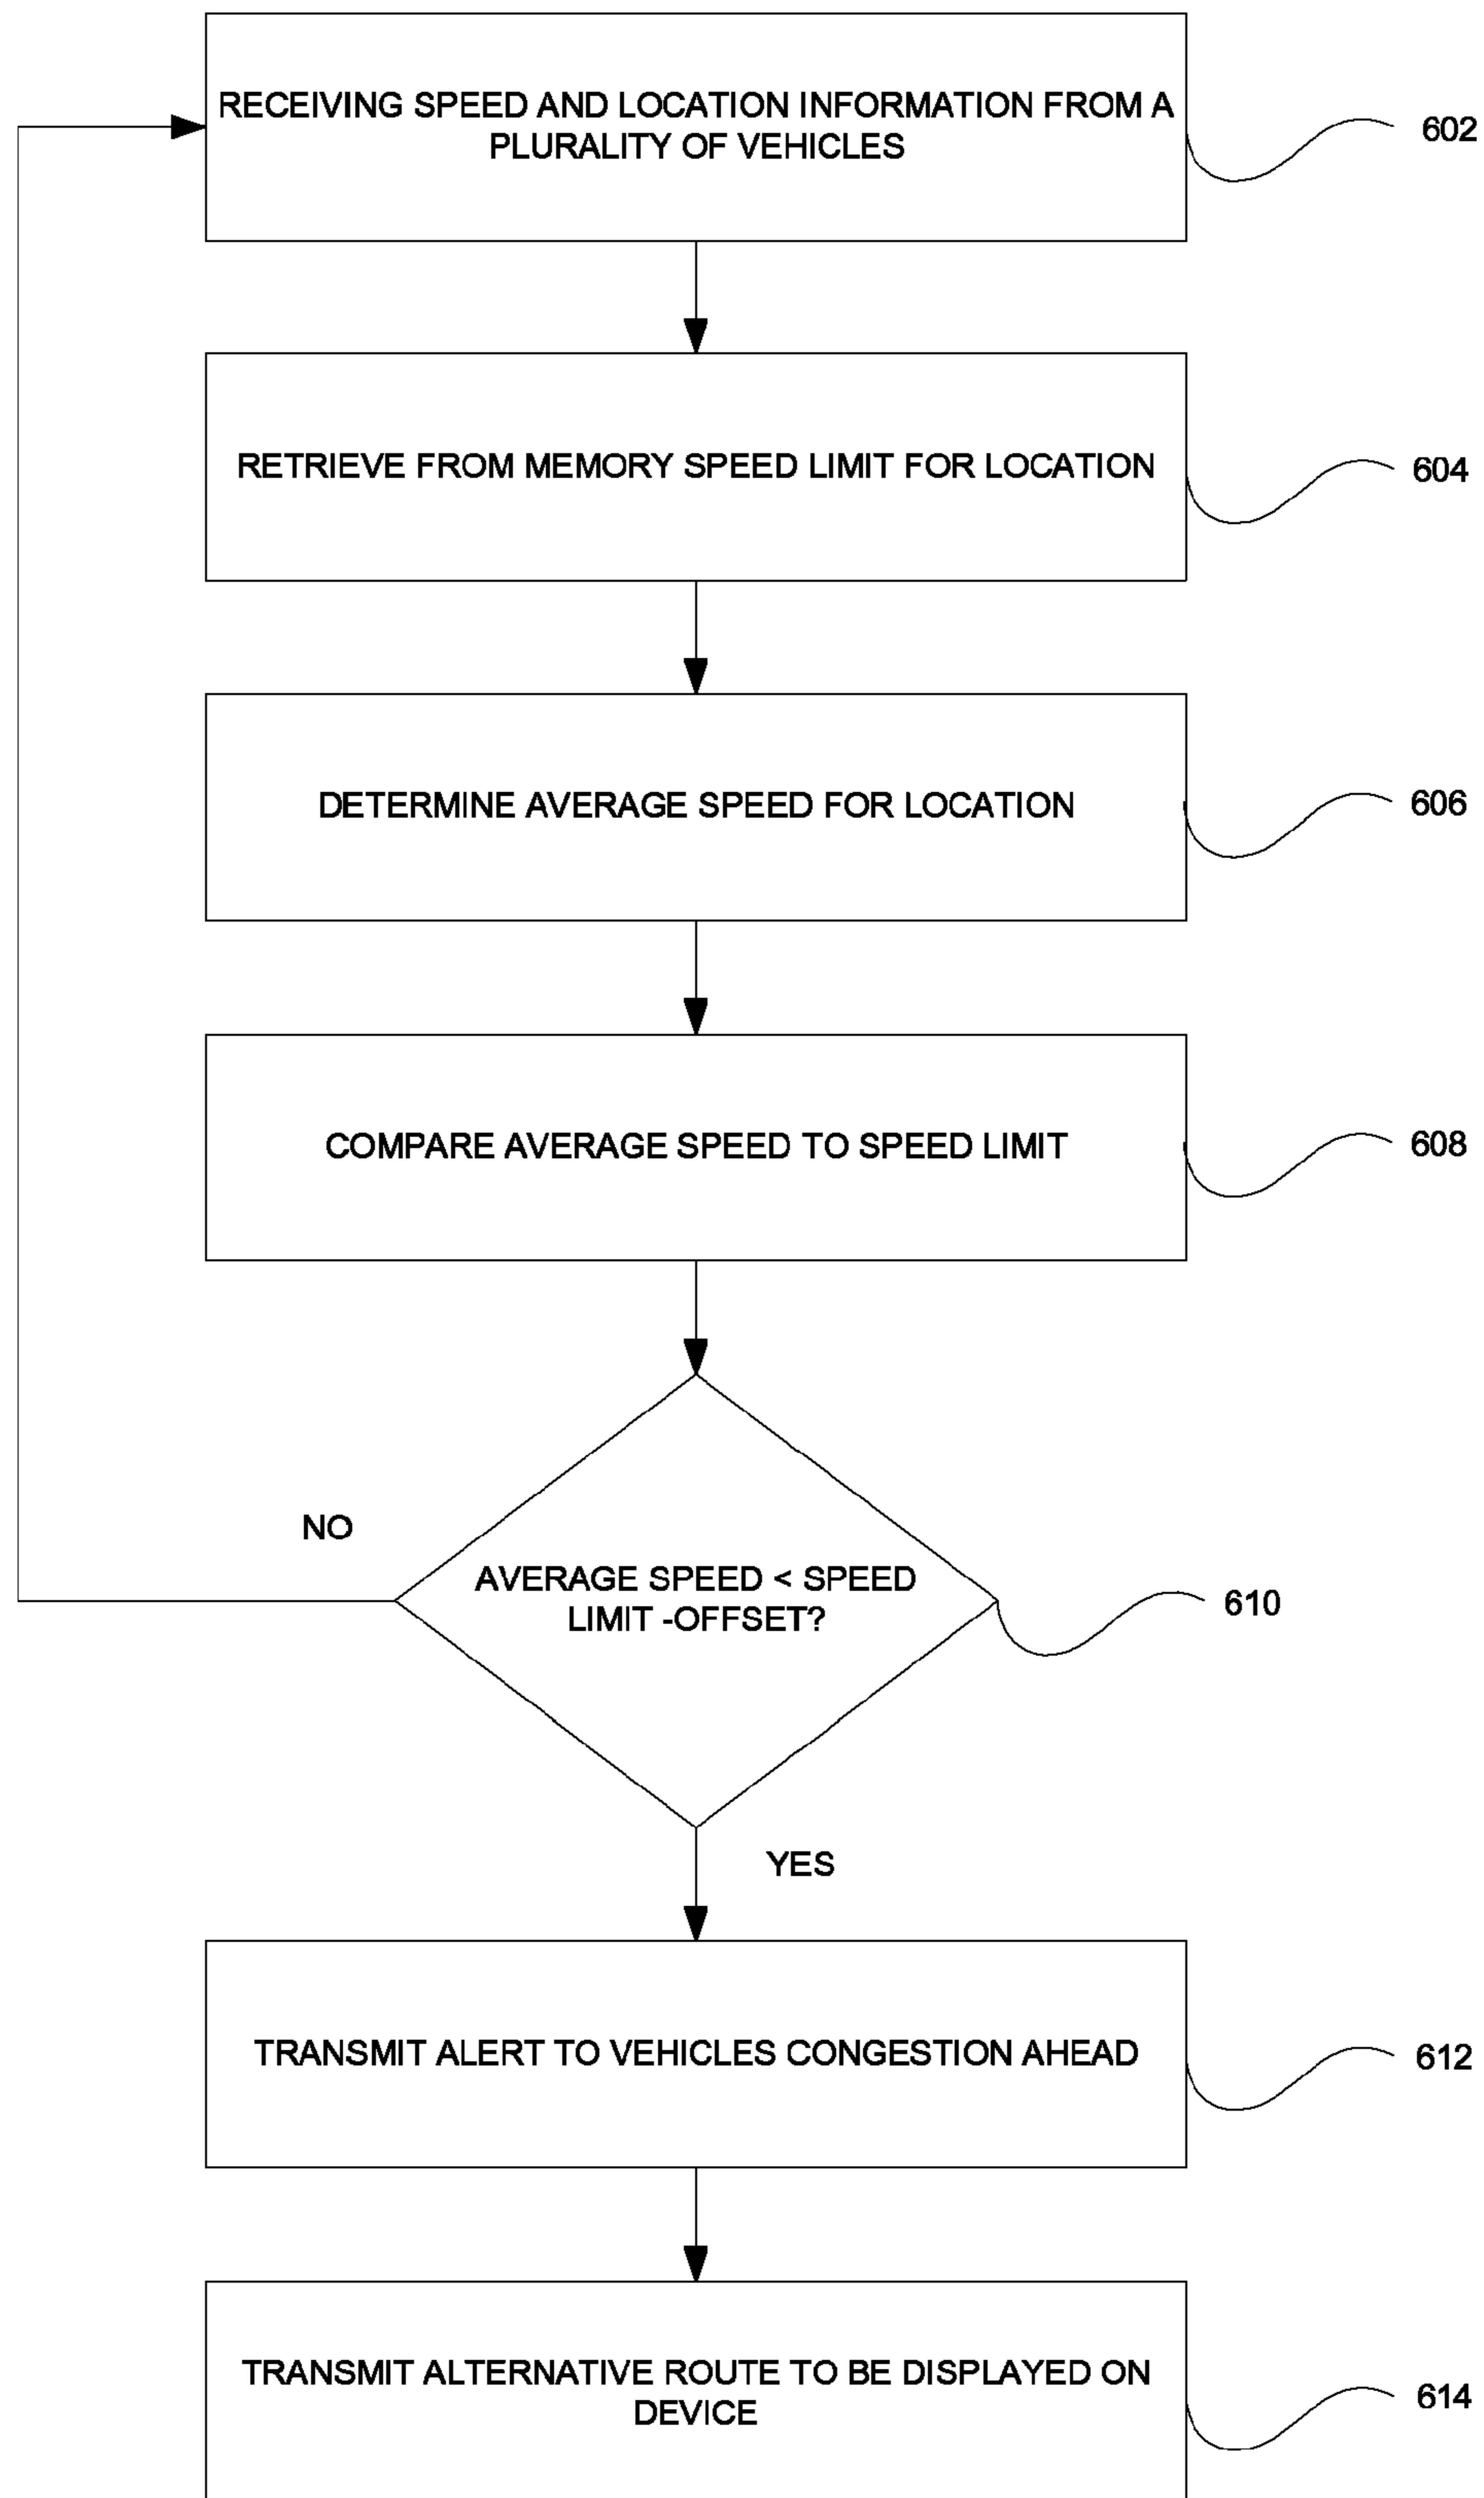 RECEIVING SPEED AND LOCATION INFORMATION FROM A
PLURALITY OF VEHICLES
602
RETRIEVE FROM MEMORY SPEED LIMIT FOR LOCATION
604
DETERMINE AVERAGE SPEED FOR LOCATION
606
COMPARE AVERAGE SPEED TO SPEED LIMIT
608
NO
AVERAGE SPEED < SPEED
LIMIT -OFFSET?
610
YES
TRANSMIT ALERT TO VEHICLES CONGESTION AHEAD
612
TRANSMIT ALTERNATIVE ROUTE TO BE DISPLAYED ON
DEVICE
614